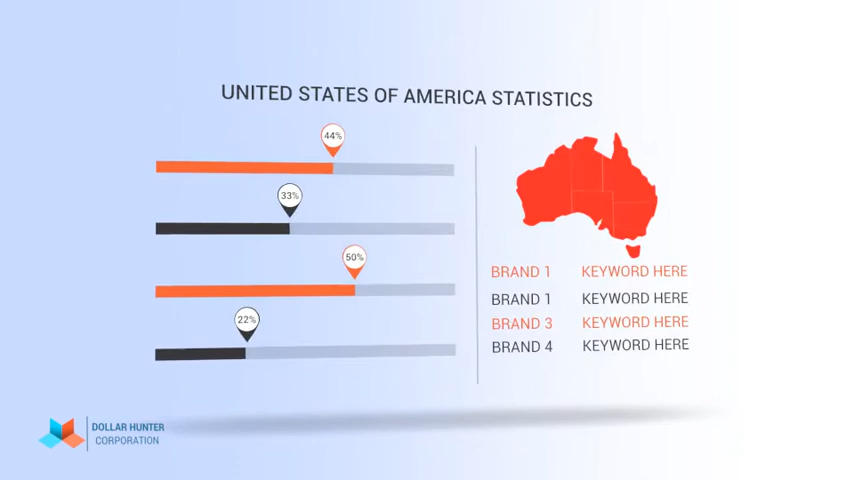 UNITED STATES OF AMERICA STATISTICS
44%
33%
50%
22%
BRAND 1 KEYWORD HERE
BRAND 1 KEYWORD HERE
BRAND 3 KEYWORD HERE
BRAND 4 KEYWORD HERE
DOLLAR HUNTER
CORPORATION